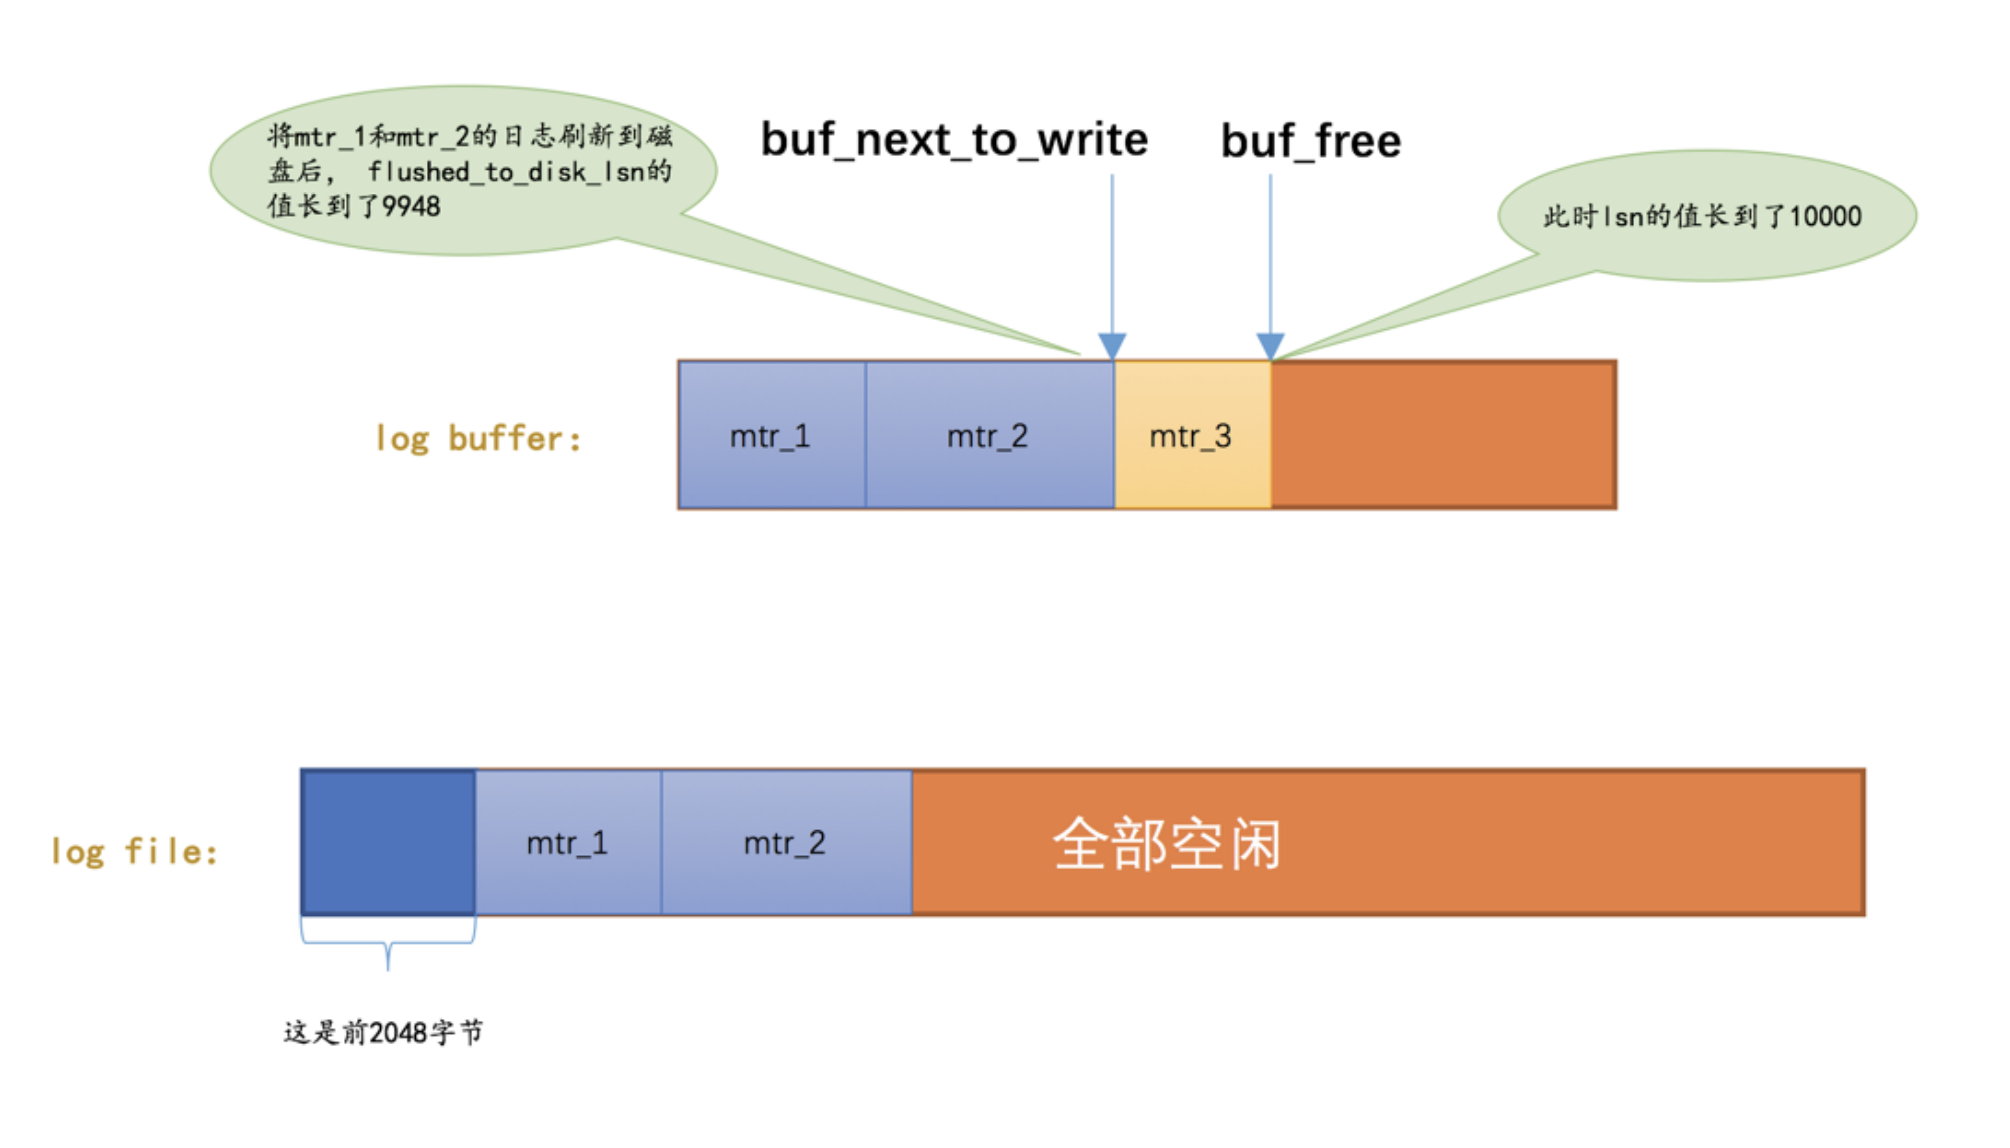 将mtr_1和mtr_2的日志刷新到磁
盘后， flushed_to_disk_lsn的
值长到了9948
buf_next_to_write
buf_free
此时lsn的值长到了10000
log buffer:
mtr_1
mtr_2
mtr_3
log file:
mtr_1
mtr_2
全部空闲
这是前2048字节